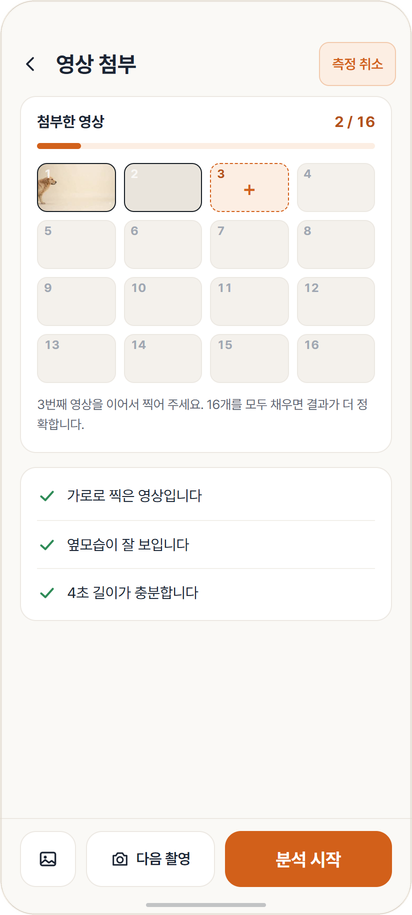 영상 첨부
측정 취소
첨부한 영상
2 / 16
1
2
3
+
4
5
6
7
8
9
10
11
12
13
14
15
16
3번째 영상을 이어서 찍어 주세요. 16개를 모두 채우면 결과가 더 정
확합니다.
가로로 찍은 영상입니다
옆모습이 잘 보입니다
4초 길이가 충분합니다
다음 촬영
분석 시작